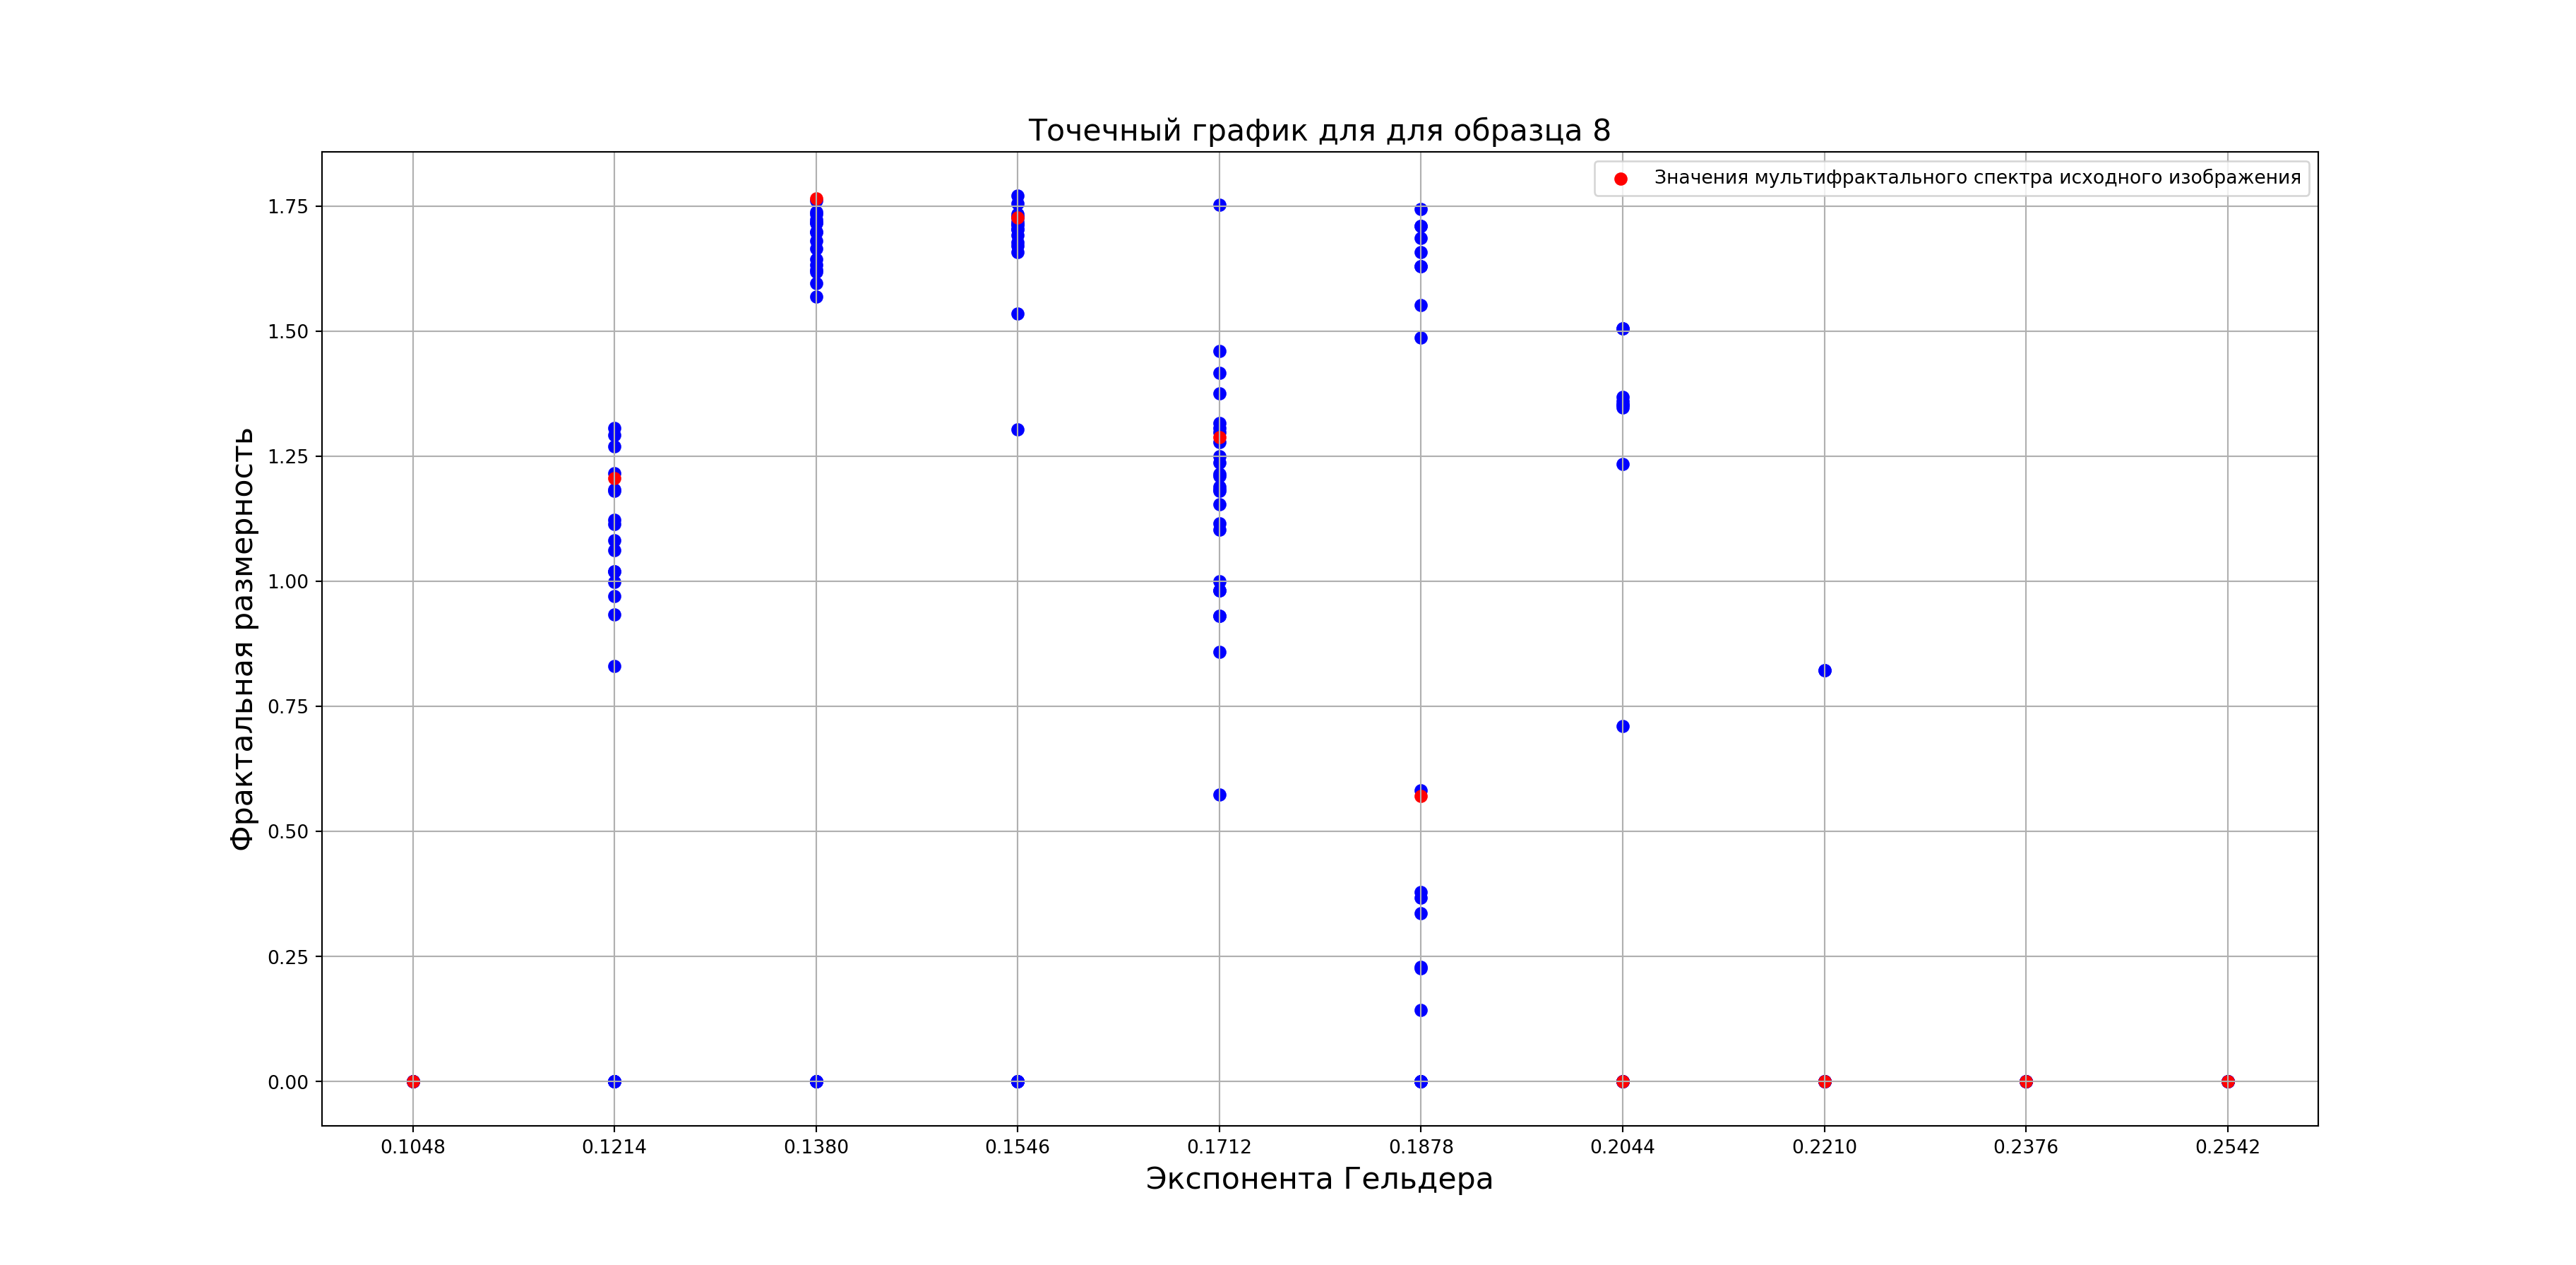 Точечный график для для образца 8
Значения мультифрактального спектра исходного изображения
Фрактальная размерность
1.75
1.50
1.25
1.00
0.75
0.50
0.25
0.00
0.1048 0.1214 0.1380 0.1546 0.1712 0.1878 0.2044 0.2210 0.2376 0.2542
Экспонента Гельдера